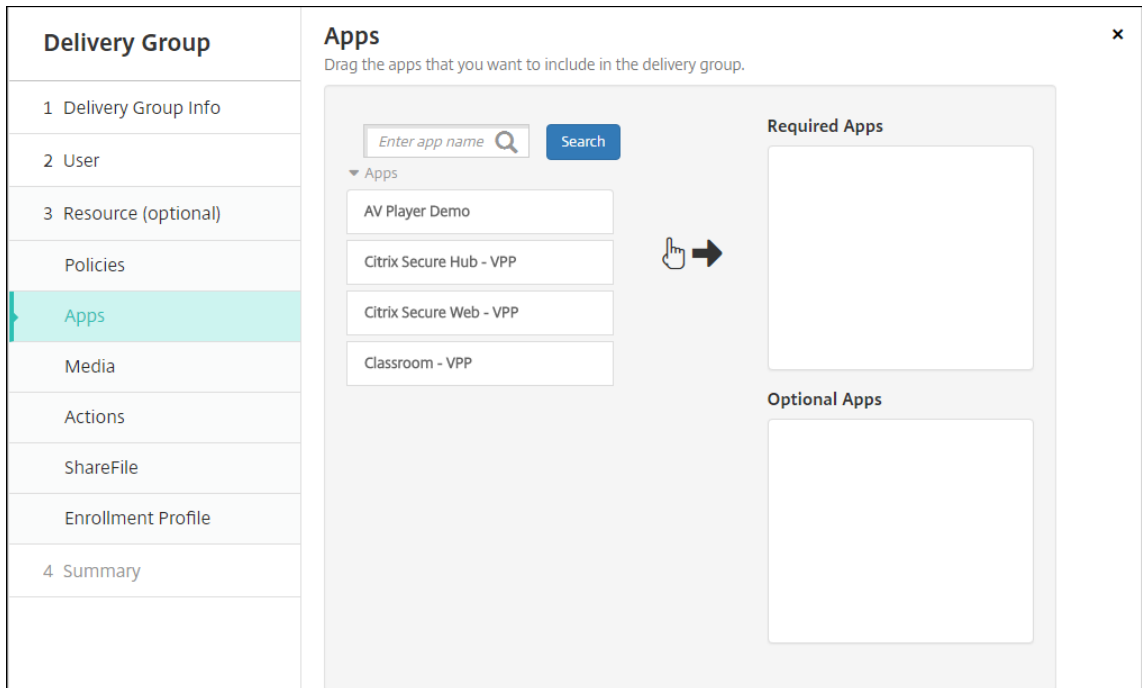 Delivery Group
1 Delivery Group Info
2 User
3 Resource (optional)
Policies
Apps
Media
Actions
ShareFile
Enrollment Profile
4 Summary
Apps
Drag the apps that you want to include in the delivery group.
Enter app name
Search
Apps
AV Player Demo
Citrix Secure Hub - VPP
Citrix Secure Web - VPP
Classroom - VPP
Required Apps
Optional Apps